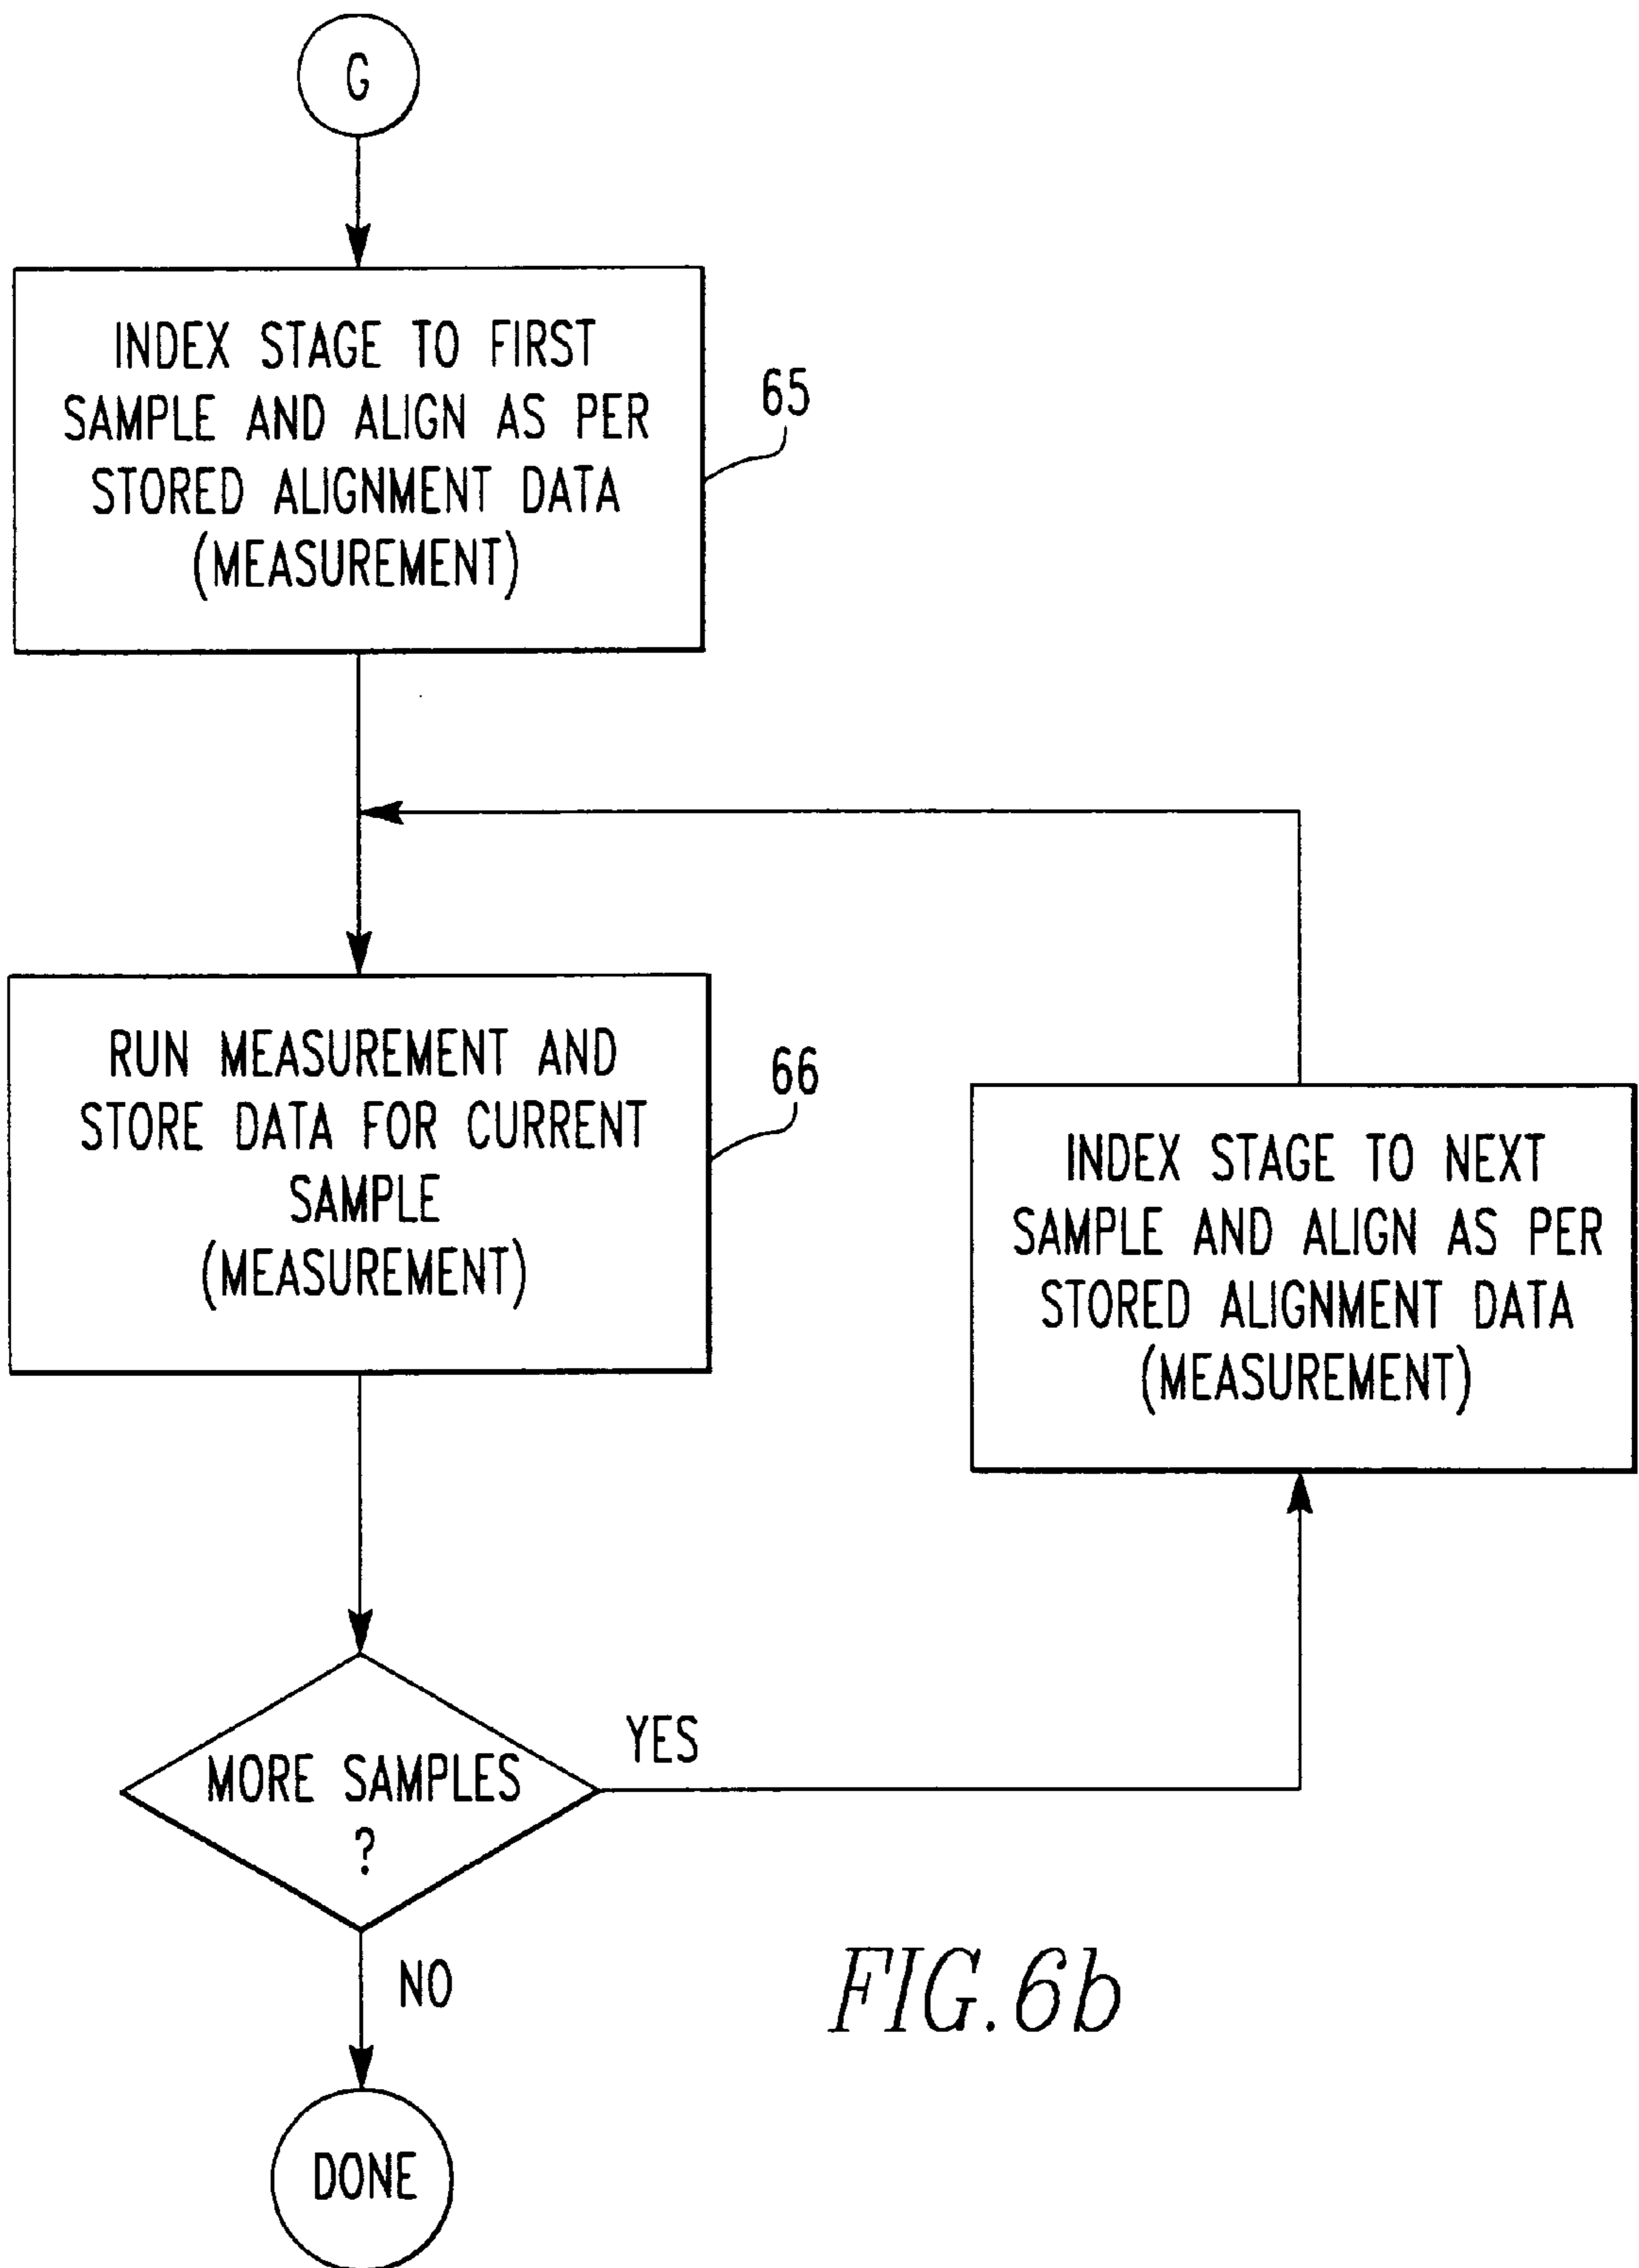 G
INDEX STAGE TO FIRST
SAMPLE AND ALIGN AS PER
STORED ALIGNMENT DATA
(MEASUREMENT)
65
RUN MEASUREMENT AND
STORE DATA FOR CURRENT
SAMPLE
(MEASUREMENT)
66
INDEX STAGE TO NEXT
SAMPLE AND ALIGN AS PER
STORED ALIGNMENT DATA
(MEASUREMENT)
MORE SAMPLES
?
YES
NO
DONE
FIG.6b